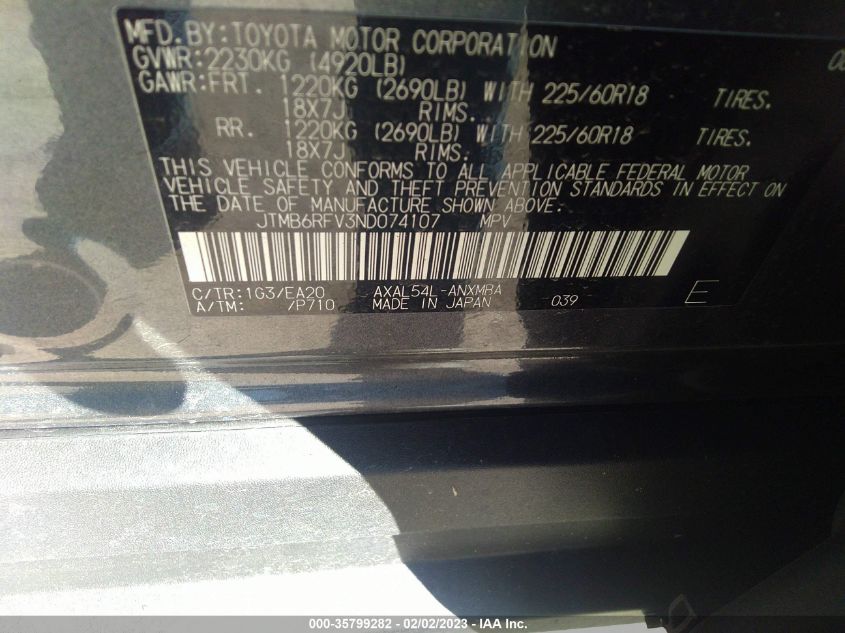 MFD.BY:TOYOTA MOTOR CORPORATION
GVWR:2230KG (4920LB)
GAWR:FRT. 1220KG (2690LB) WITH 225/60R18 TIRES.
18X7J RIMS.
RR. 1220KG (2690LB) WITH 225/60R18 TIRES.
18X7J RIMS.
THIS VEHICLE CONFORMS TO ALL APPLICABLE FEDERAL MOTOR
VEHICLE SAFETY AND THEFT PREVENTION STANDARDS IN EFFECT ON
THE DATE OF MANUFACTURE SHOWN ABOVE.
JTMB6RFV3ND074107 MPV
C/TR:1G3/EA20 AXAL54L-ANXMBA
A/TM: /P710 MADE IN JAPAN 039 E
000-35799282 / 02/02/2023 - IAA Inc.